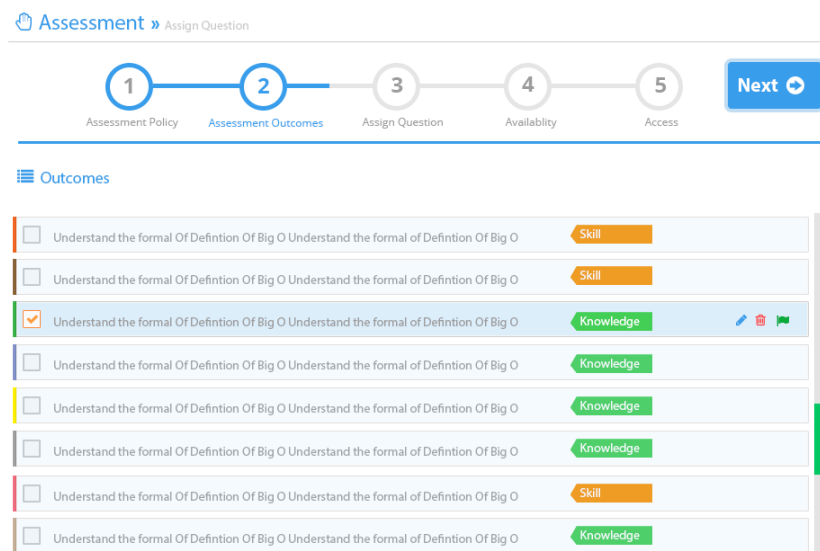 Assessment » Assign Question
1 2 3 4 5
Next
Assessment Policy Assessment Outcomes Assign Question Availablity Access
Outcomes
Understand the formal Of Defintion Of Big O Understand the formal of Defintion Of Big O Skill
Understand the formal Of Defintion Of Big O Understand the formal of Defintion Of Big O Skill
Understand the formal Of Defintion Of Big O Understand the formal of Defintion Of Big O Knowledge
Understand the formal Of Defintion Of Big O Understand the formal of Defintion Of Big O Knowledge
Understand the formal Of Defintion Of Big O Understand the formal of Defintion Of Big O Knowledge
Understand the formal Of Defintion Of Big O Understand the formal of Defintion Of Big O Knowledge
Understand the formal Of Defintion Of Big O Understand the formal of Defintion Of Big O Skill
Understand the formal Of Defintion Of Big O Understand the formal of Defintion Of Big O Knowledge